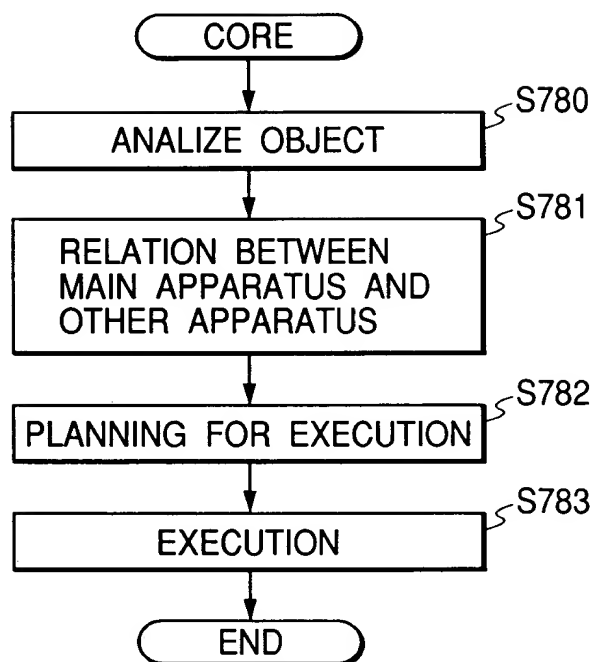 CORE
S780
ANALIZE OBJECT
S781
RELATION BETWEEN
MAIN APPARATUS AND
OTHER APPARATUS
S782
PLANNING FOR EXECUTION
S783
EXECUTION
END